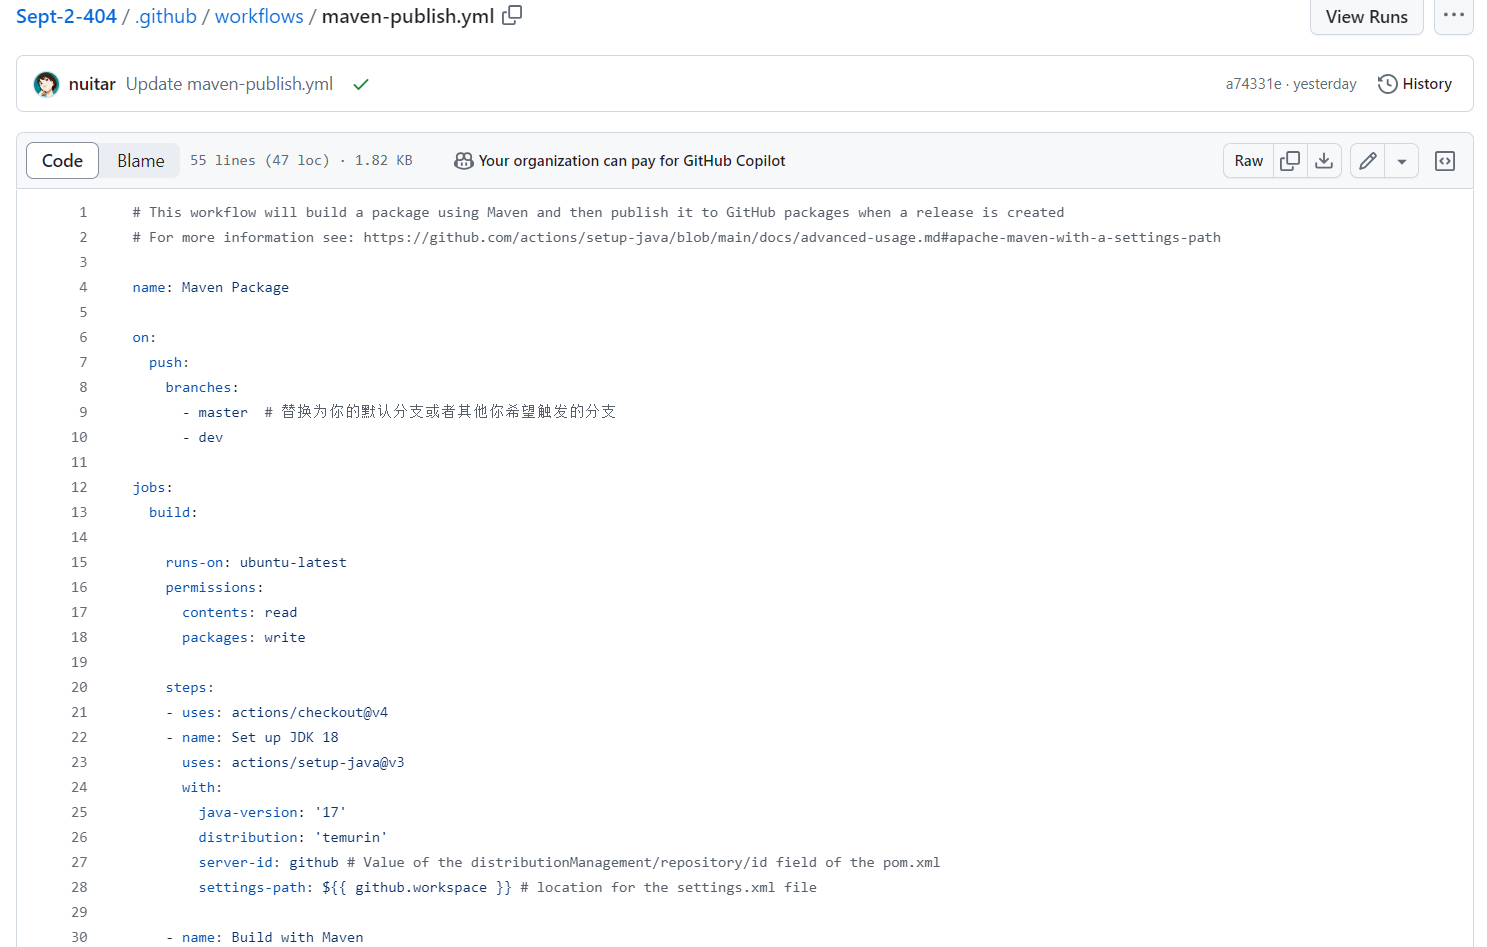 Sept-2-404 / .github / workflows / maven-publish.yml
View Runs
nuitar Update maven-publish.yml
a74331e · yesterday
History
Code
Blame
55 lines (47 loc) · 1.82 KB
Your organization can pay for GitHub Copilot
Raw
1 # This workflow will build a package using Maven and then publish it to GitHub packages when a release is created
2 # For more information see: https://github.com/actions/setup-java/blob/main/docs/advanced-usage.md#apache-maven-with-a-settings-path
3
4 name: Maven Package
5
6 on:
7 push:
8 branches:
9 - master # 替换为你的默认分支或者其他你希望触发的分支
10 - dev
11
12 jobs:
13 build:
14
15 runs-on: ubuntu-latest
16 permissions:
17 contents: read
18 packages: write
19
20 steps:
21 - uses: actions/checkout@v4
22 - name: Set up JDK 18
23 uses: actions/setup-java@v3
24 with:
25 java-version: '17'
26 distribution: 'temurin'
27 server-id: github # Value of the distributionManagement/repository/id field of the pom.xml
28 settings-path: ${{ github.workspace }} # location for the settings.xml file
29
30 - name: Build with Maven